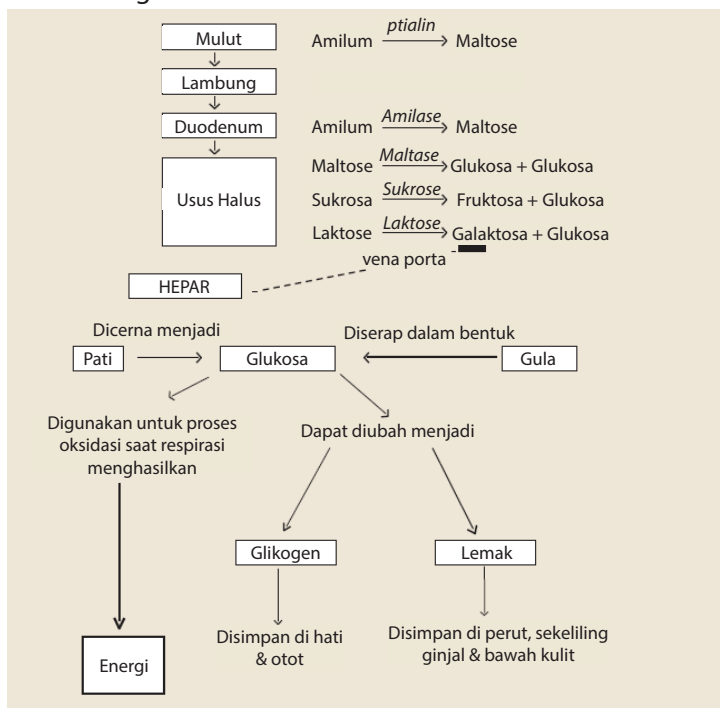 Mulut
Amilum ptialin Maltose
Lambung
Duodenum
Amilum Amilase Maltose
Usus Halus
Maltose Maltase Glukosa + Glukosa
Sukrosa Sukrose Fruktosa + Glukosa
Laktose Laktose Galaktosa + Glukosa
vena porta
HEPAR
Dicerna menjadi
Diserap dalam bentuk
Pati
Glukosa
Gula
Digunakan untuk proses
oksidasi saat respirasi
menghasilkan
Dapat diubah menjadi
Glikogen
Lemak
Disimpan di hati
& otot
Disimpan di perut, sekeliling
ginjal & bawah kulit
Energi